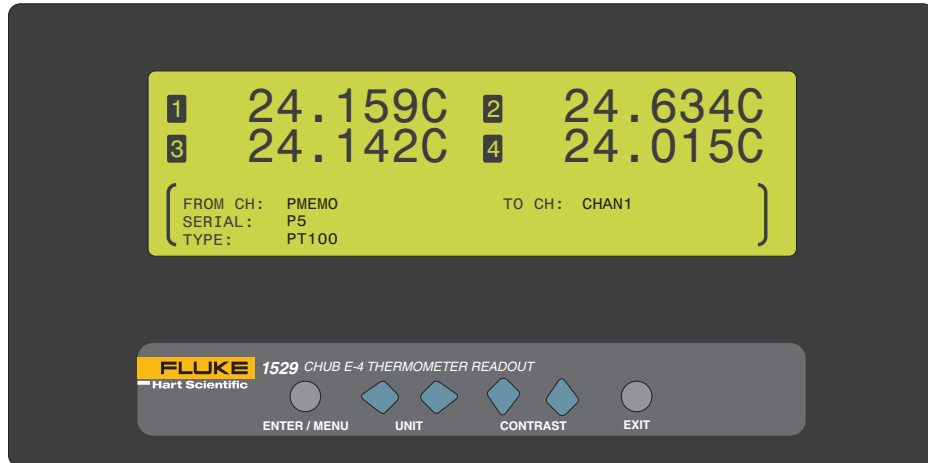 1 24.159C 2 24.634C
3 24.142C 4 24.015C
FROM CH: PMEMO TO CH: CHAN1
SERIAL: P5
TYPE: PT100
FLUKE 1529 CHUB E-4 THERMOMETER READOUT
Hart Scientific
ENTER / MENU UNIT CONTRAST EXIT